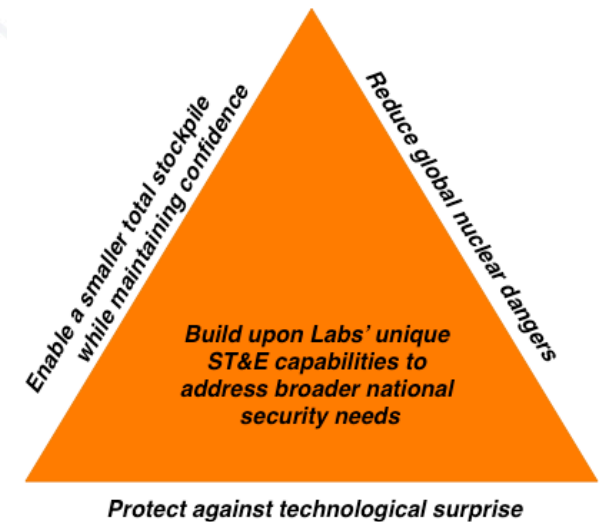 Enable a smaller total stockpile
while maintaining confidence
Reduce global nuclear dangers
Build upon Labs' unique
ST&E capabilities to
address broader national
security needs
Protect against technological surprise